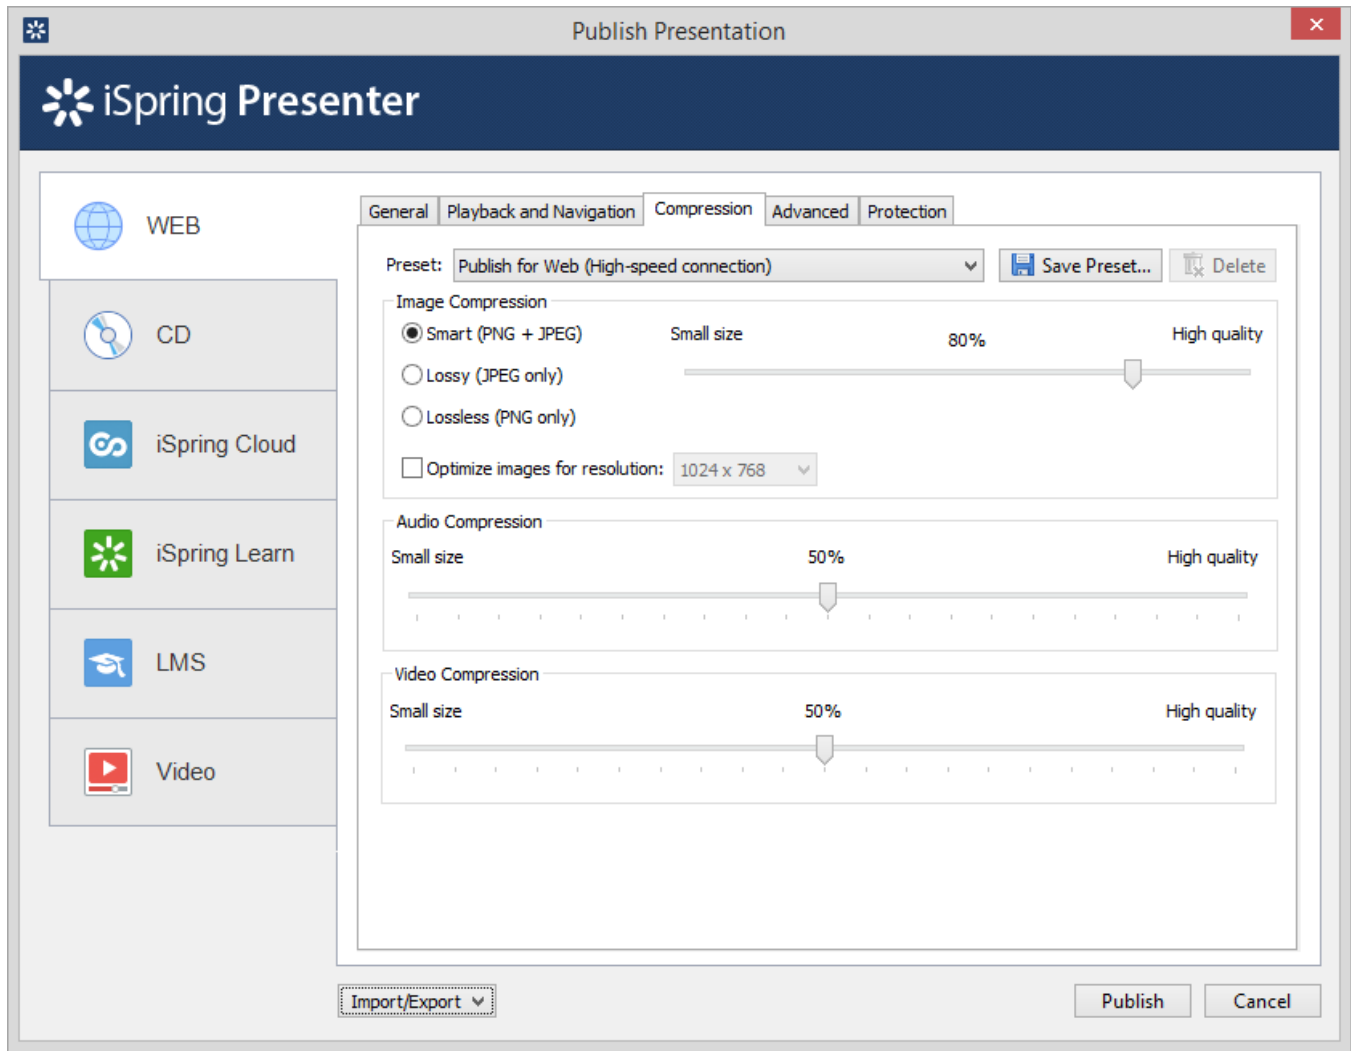 Publish Presentation
iSpring Presenter
WEB
CD
iSpring Cloud
iSpring Learn
LMS
Video
General Playback and Navigation Compression Advanced Protection
Preset: Publish for Web (High-speed connection) Save Preset... Delete
Image Compression
Smart (PNG + JPEG) Small size 80% High quality
Lossy (JPEG only)
Lossless (PNG only)
Optimize images for resolution: 1024 x 768
Audio Compression
Small size 50% High quality
Video Compression
Small size 50% High quality
Import/Export Publish Cancel